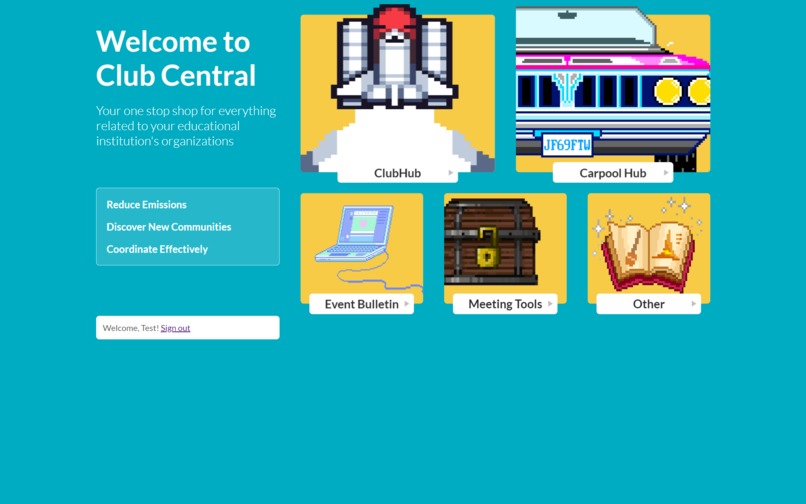 Welcome to
Club Central
Your one stop shop for everything
related to your educational
institution's organizations
Reduce Emissions
Discover New Communities
Coordinate Effectively
Welcome, Test! Sign out
ClubHub
JF69FTW
Carpool Hub
Event Bulletin
Meeting Tools
Other